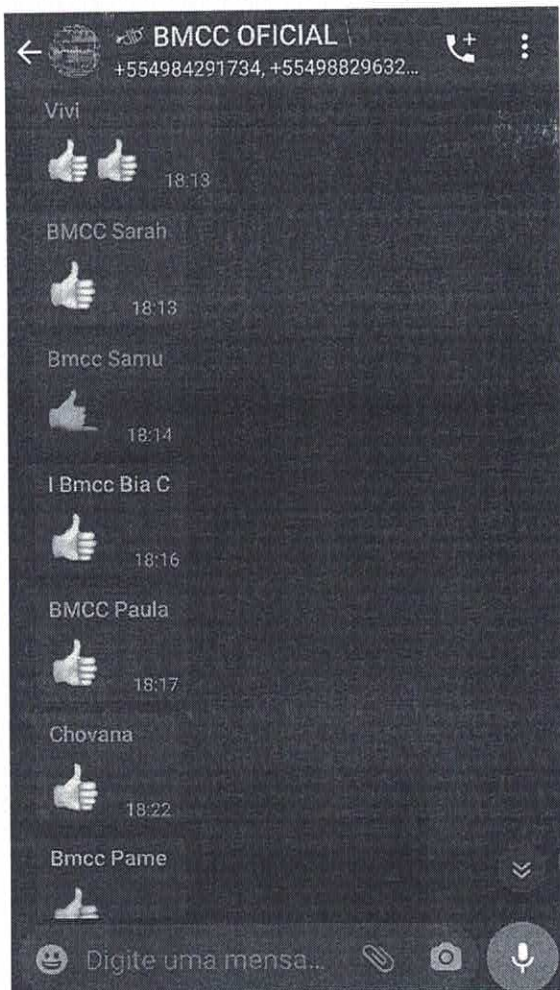 BMCC OFICIAL
+554984291734, +55498829632...
Vivi
👍👍 18:13
BMCC Sarah
👍 18:13
Bmcc Samu
🤙 18:14
I Bmcc Bia C
👍 18:16
BMCC Paula
👍 18:17
Chovana
👍 18:22
Bmcc Pame
👍
Digite uma mensa...